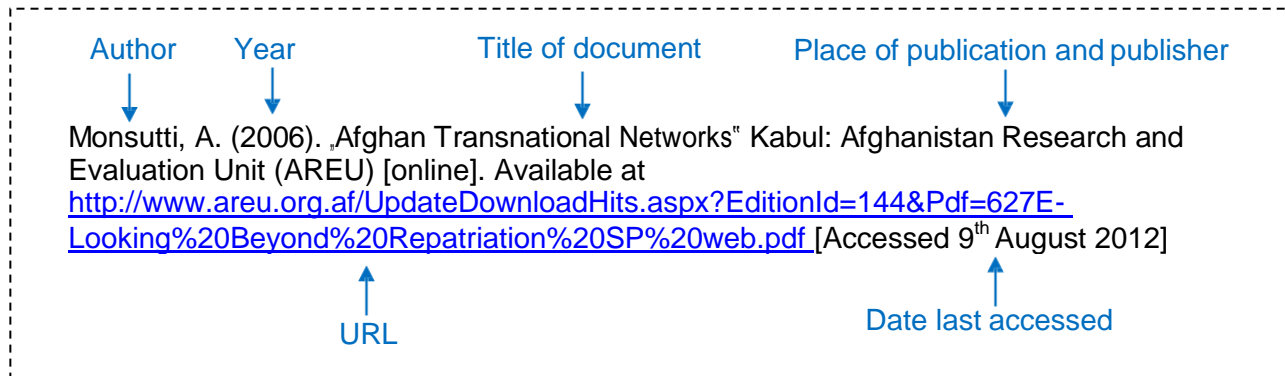 Author Year Title of document Place of publication and publisher
Monsutti, A. (2006). „Afghan Transnational Networks‟ Kabul: Afghanistan Research and
Evaluation Unit (AREU) [online]. Available at
http://www.areu.org.af/UpdateDownloadHits.aspx?EditionId=144&Pdf=627E-
Looking%20Beyond%20Repatriation%20SP%20web.pdf [Accessed 9th August 2012]
URL Date last accessed